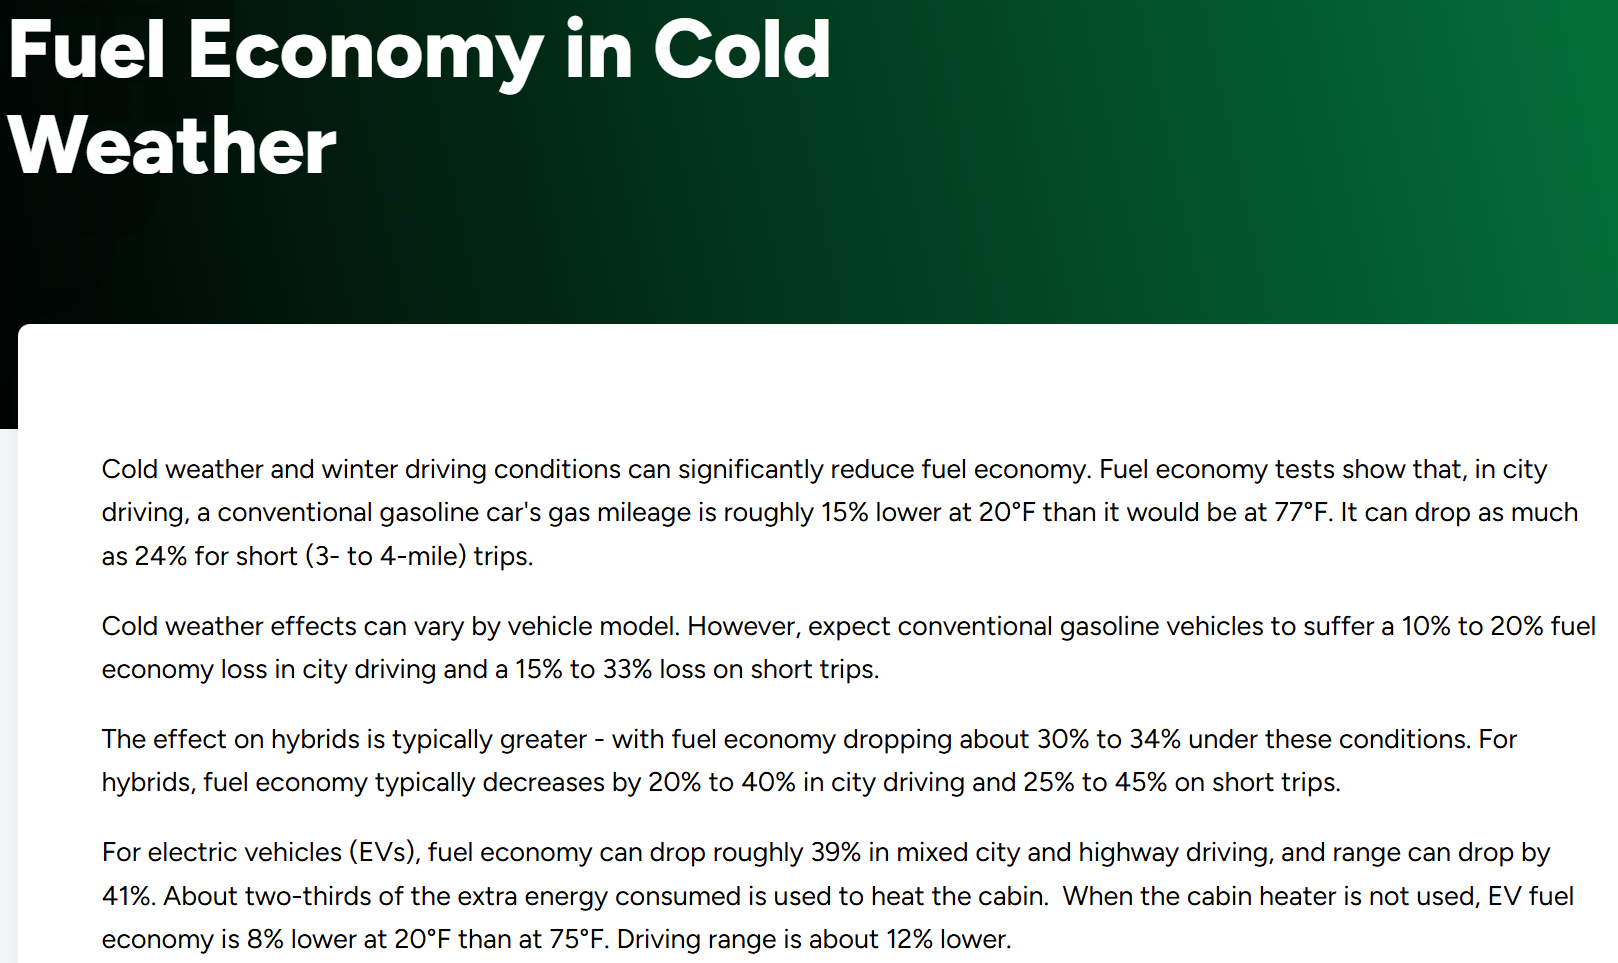 Fuel Economy in Cold
Weather
Cold weather and winter driving conditions can significantly reduce fuel economy. Fuel economy tests show that, in city
driving, a conventional gasoline car's gas mileage is roughly 15% lower at 20°F than it would be at 77°F. It can drop as much
as 24% for short (3- to 4-mile) trips.
Cold weather effects can vary by vehicle model. However, expect conventional gasoline vehicles to suffer a 10% to 20% fuel
economy loss in city driving and a 15% to 33% loss on short trips.
The effect on hybrids is typically greater - with fuel economy dropping about 30% to 34% under these conditions. For
hybrids, fuel economy typically decreases by 20% to 40% in city driving and 25% to 45% on short trips.
For electric vehicles (EVs), fuel economy can drop roughly 39% in mixed city and highway driving, and range can drop by
41%. About two-thirds of the extra energy consumed is used to heat the cabin.  When the cabin heater is not used, EV fuel
economy is 8% lower at 20°F than at 75°F. Driving range is about 12% lower.